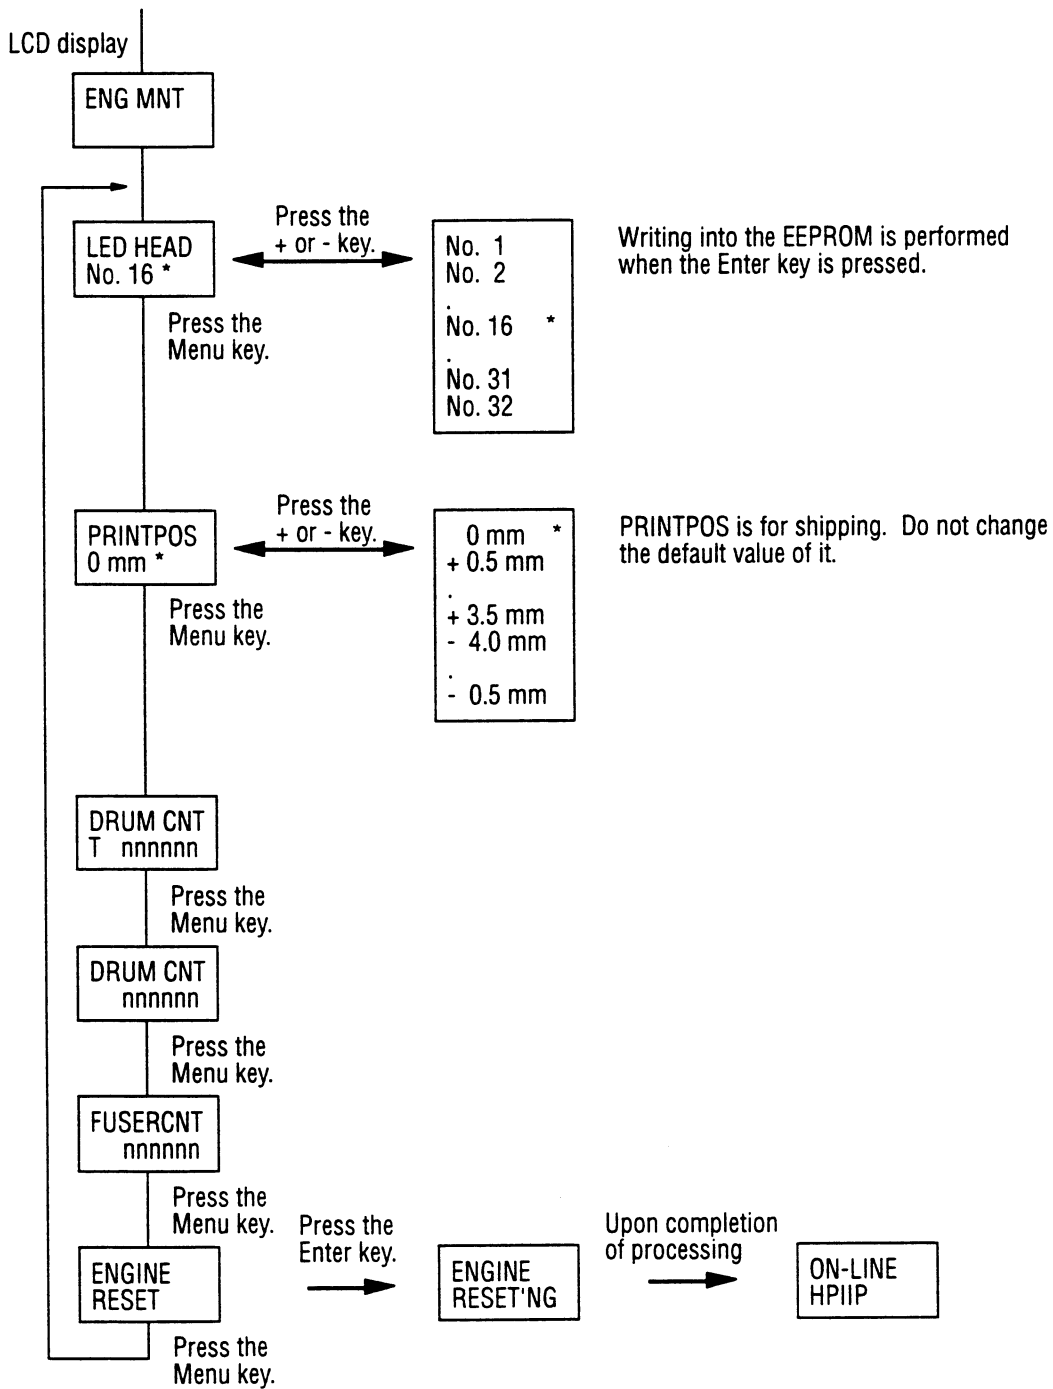 LCD display
ENG MNT
LED HEAD
No. 16 *
Press the
+ or - key.
No. 1
No. 2
.
No. 16 *
.
No. 31
No. 32
Writing into the EEPROM is performed
when the Enter key is pressed.
Press the
Menu key.
PRINTPOS
0 mm *
Press the
+ or - key.
0 mm *
+ 0.5 mm
.
+ 3.5 mm
- 4.0 mm
.
- 0.5 mm
PRINTPOS is for shipping. Do not change
the default value of it.
Press the
Menu key.
DRUM CNT
T nnnnnn
Press the
Menu key.
DRUM CNT
nnnnnn
Press the
Menu key.
FUSERCNT
nnnnnn
Press the
Menu key.
ENGINE
RESET
Press the
Enter key.
ENGINE
RESET'NG
Upon completion
of processing
ON-LINE
HPIIP
Press the
Menu key.